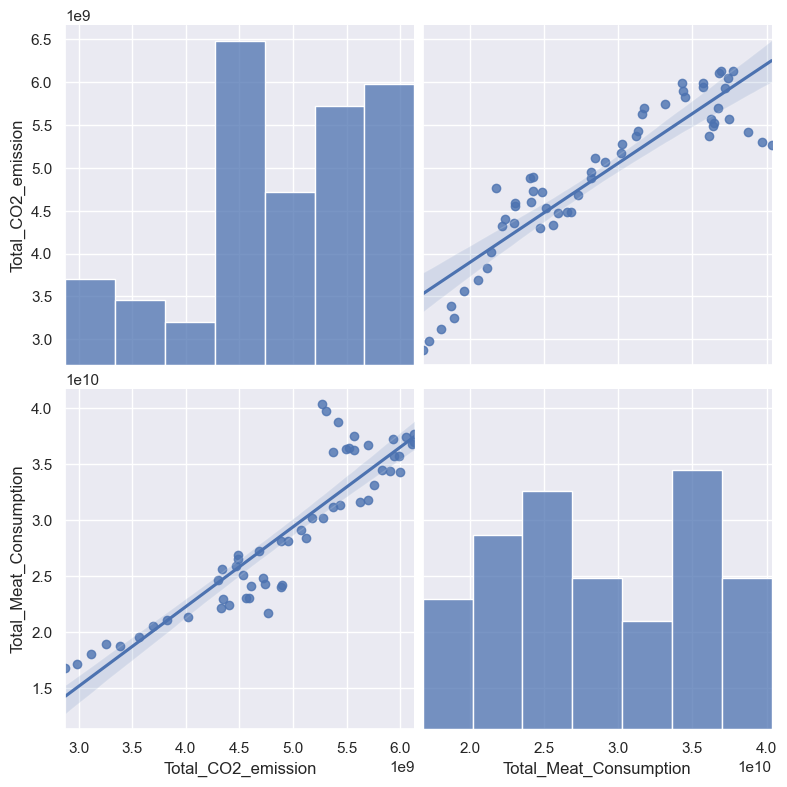 1e9
6.5
6.0
5.5
5.0
4.5
4.0
3.5
3.0
Total_CO2_emission
1e10
4.0
3.5
3.0
2.5
2.0
1.5
Total_Meat_Consumption
3.0 3.5 4.0 4.5 5.0 5.5 6.0
Total_CO2_emission 1e9
2.0 2.5 3.0 3.5 4.0
Total_Meat_Consumption 1e10